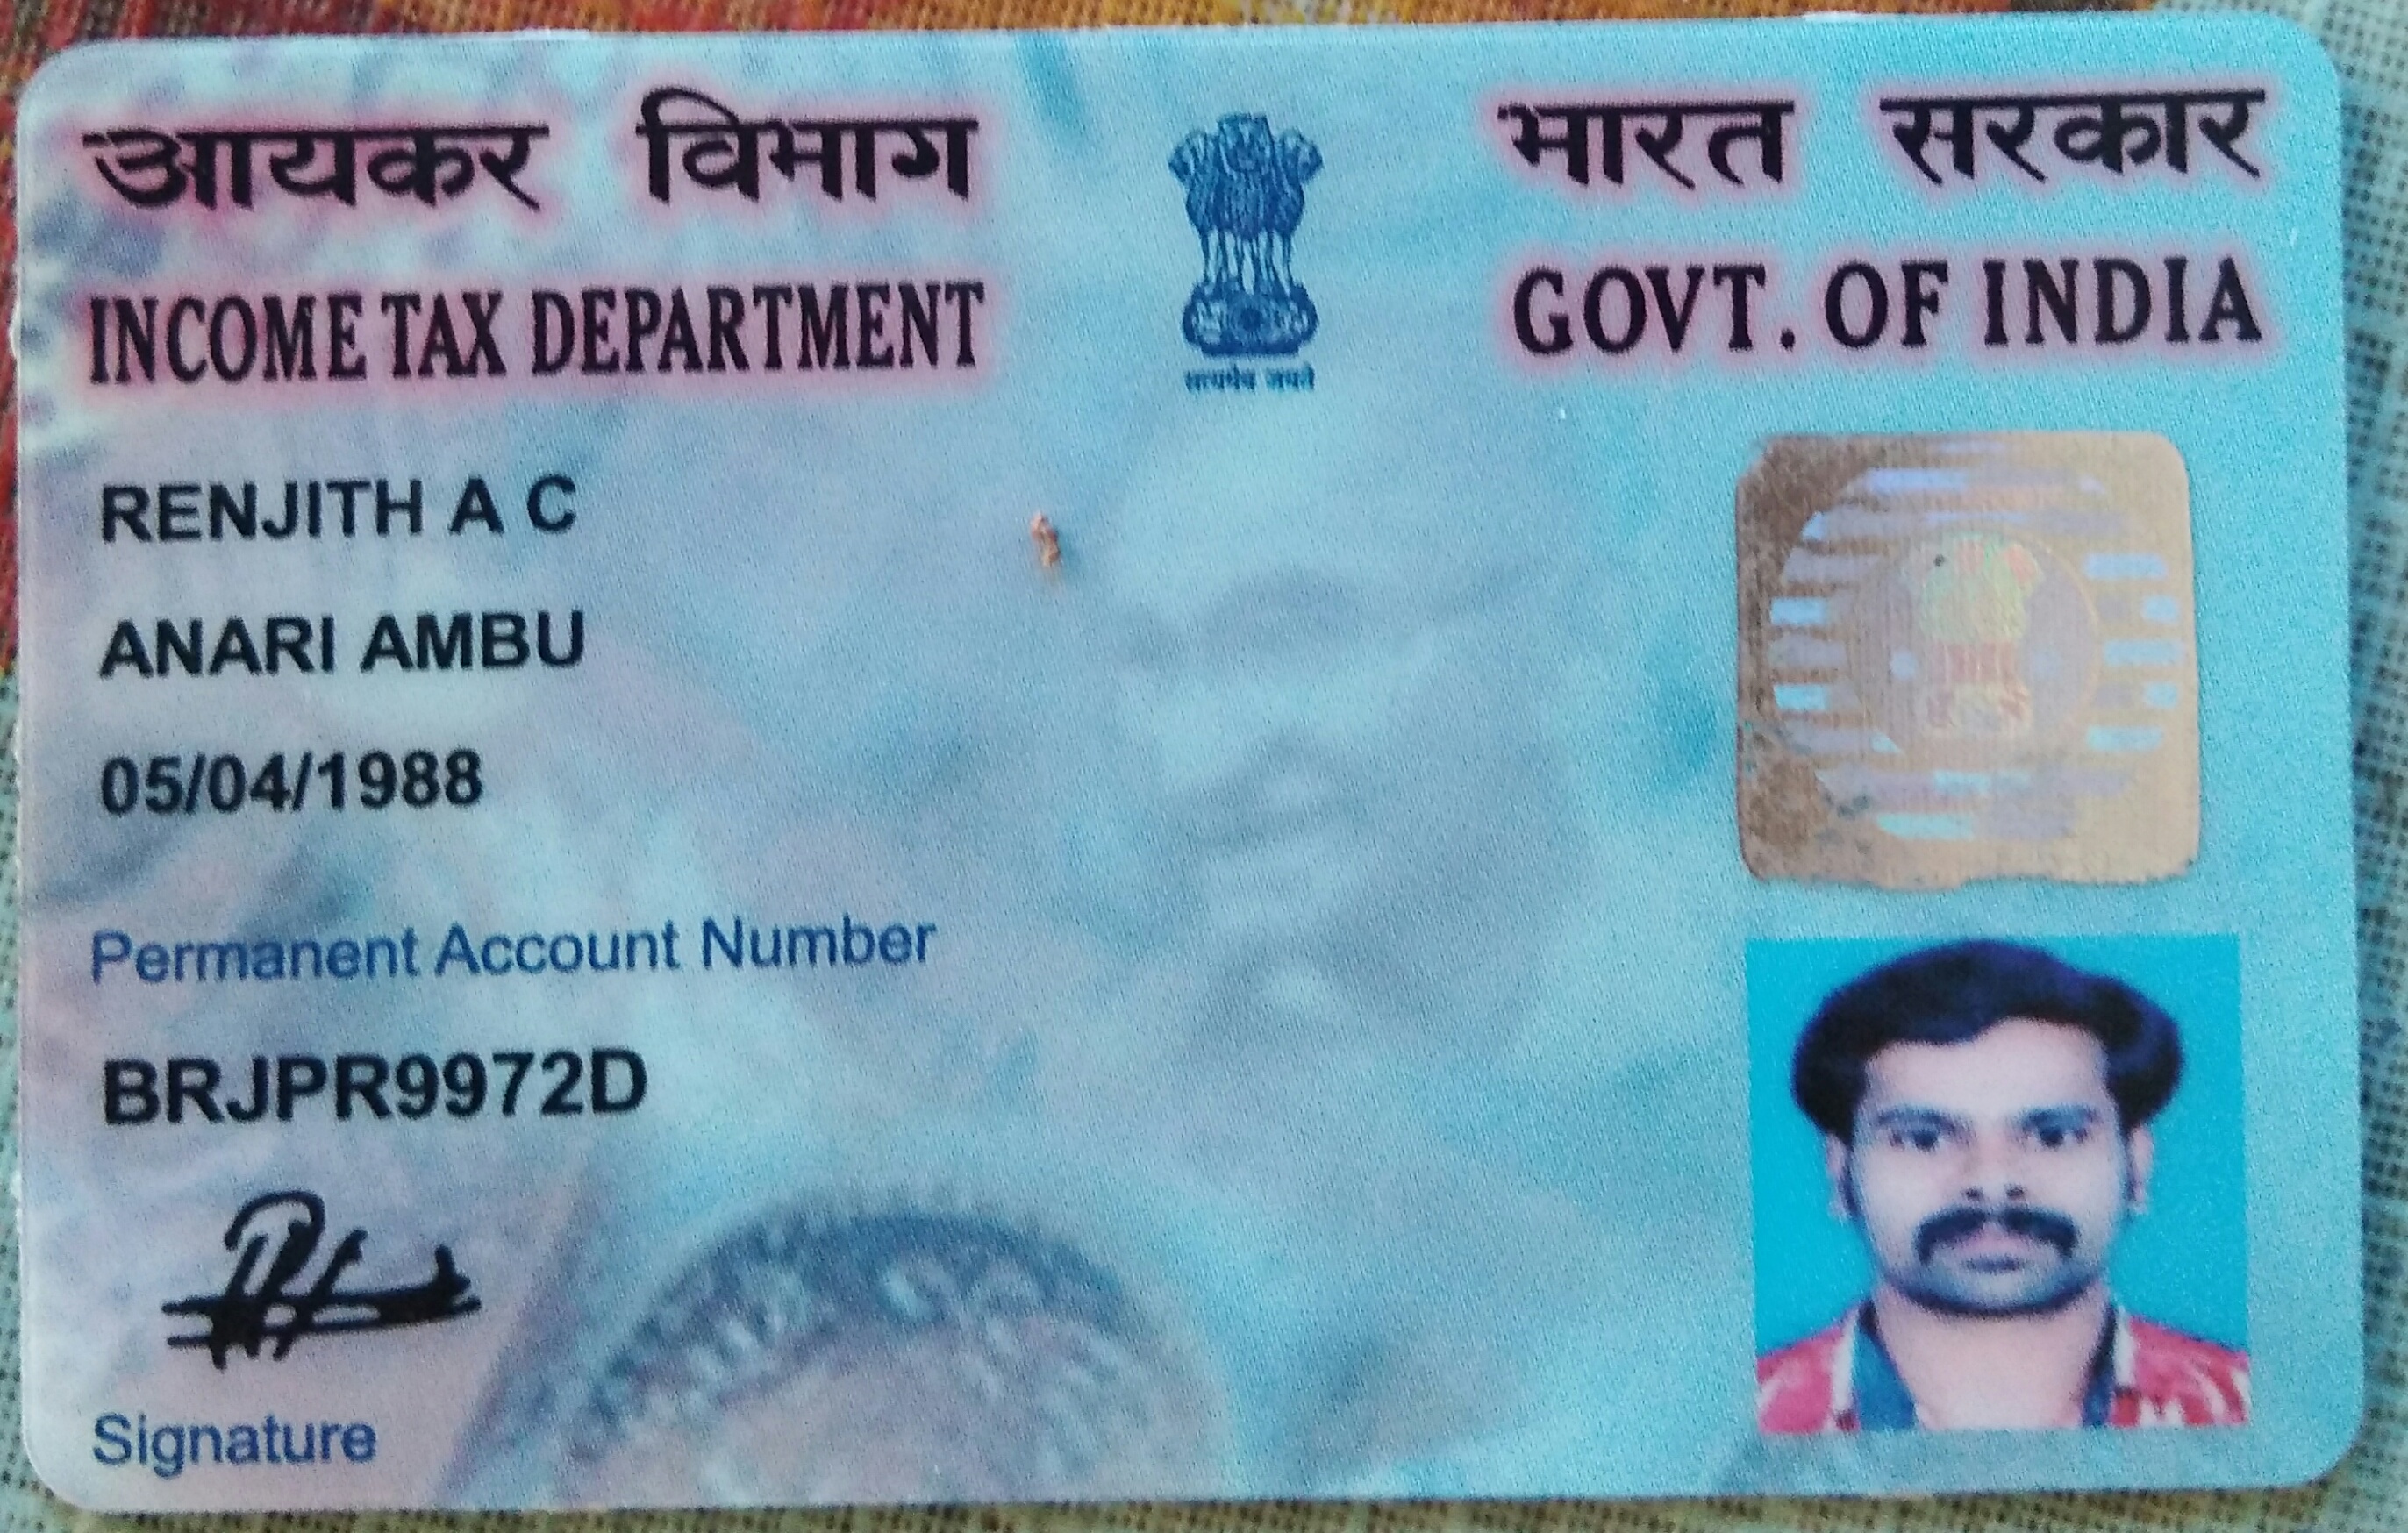 आयकर विभाग
INCOME TAX DEPARTMENT
सत्यमेव जयते
भारत सरकार
GOVT. OF INDIA
RENJITH A C
ANARI AMBU
05/04/1988
Permanent Account Number
BRJPR9972D
Signature